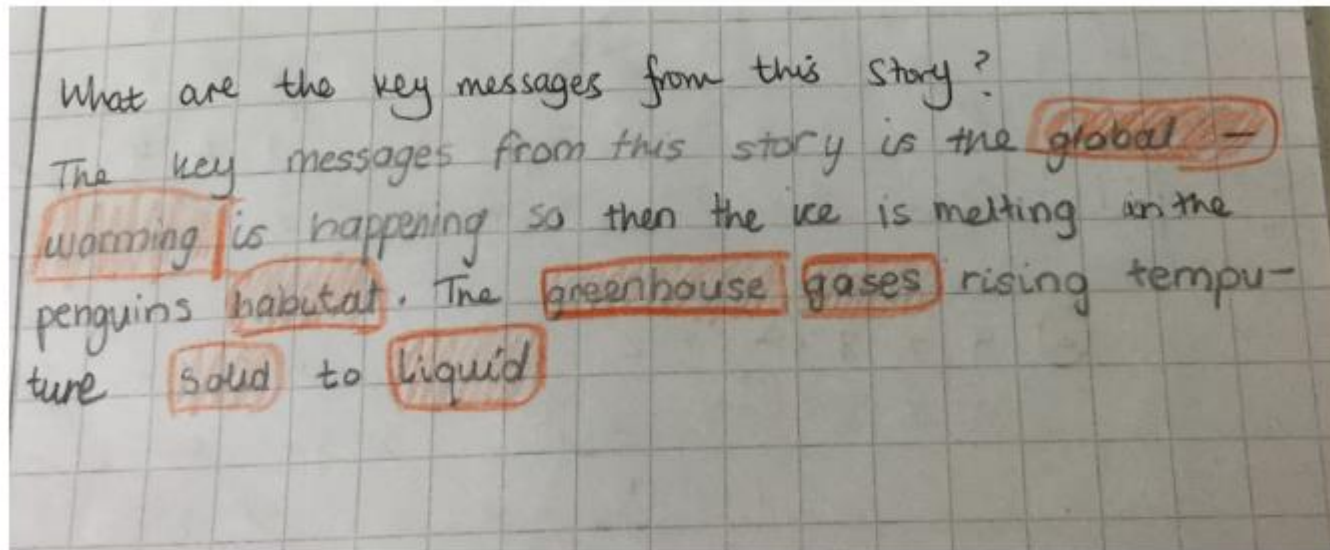 What are the key messages from this story?
The key messages from this story is the global -
warming is happening so then the ice is melting in the
penguins habitat. The greenhouse gases rising tempu-
ture solid to liquid